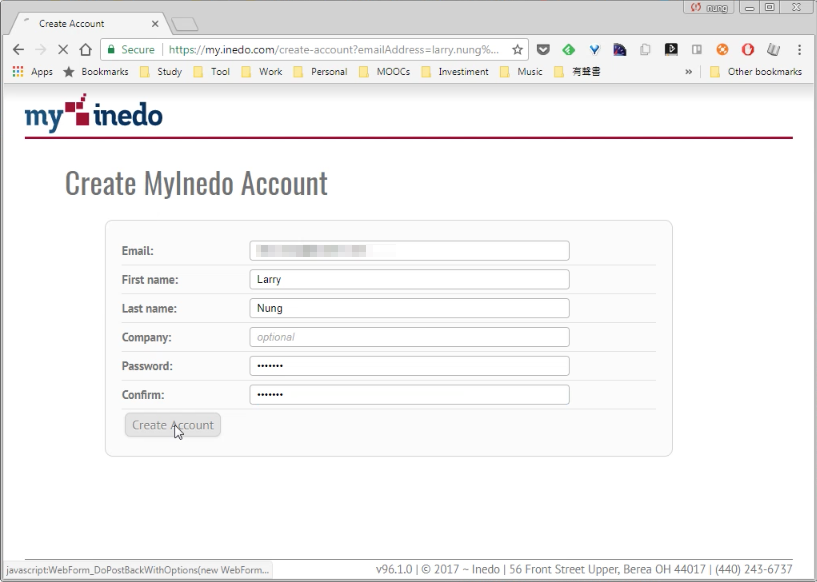 nung
Create Account
Secure https://my.inedo.com/create-account?emailAddress=larry.nung%...
Apps Bookmarks Study Tool Work Personal MOOCs Investiment Music 有聲書 » Other bookmarks
my inedo
Create MyInedo Account
Email:
First name: Larry
Last name: Nung
Company: optional
Password: •••••••
Confirm: •••••••
Create Account
javascript:WebForm_DoPostBackWithOptions(new WebForm...
v96.1.0 | © 2017 ~ Inedo | 56 Front Street Upper, Berea OH 44017 | (440) 243-6737